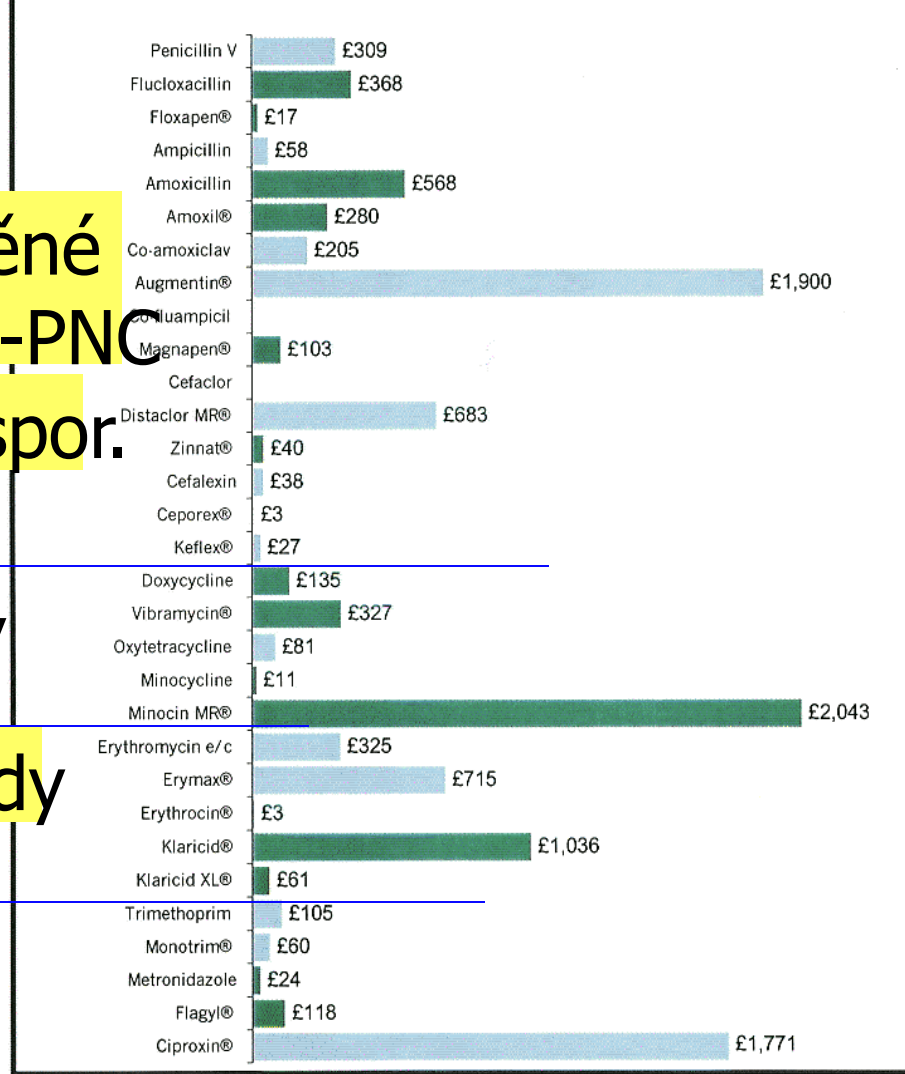 Penicillin V £309
Flucloxacillin £368
Floxapen® £17
Ampicillin £58
Amoxicillin £568
Amoxil® £280
ěné
Co-amoxiclav £205
Augmentin® £1,900
Co-fluampicil
-PNC
Magnapen® £103
Cefaclor
Distaclor MR® £683
spor.
Zinnat® £40
Cefalexin £38
Ceporex® £3
Keflex® £27
Doxycycline £135
Vibramycin® £327
y
Oxytetracycline £81
Minocycline £11
Minocin MR® £2,043
Erythromycin e/c £325
Erymax® £715
dy
Erythrocin® £3
Klaricid® £1,036
Klaricid XL® £61
Trimethoprim £105
Monotrim® £60
Metronidazole £24
Flagyl® £118
Ciproxin® £1,771